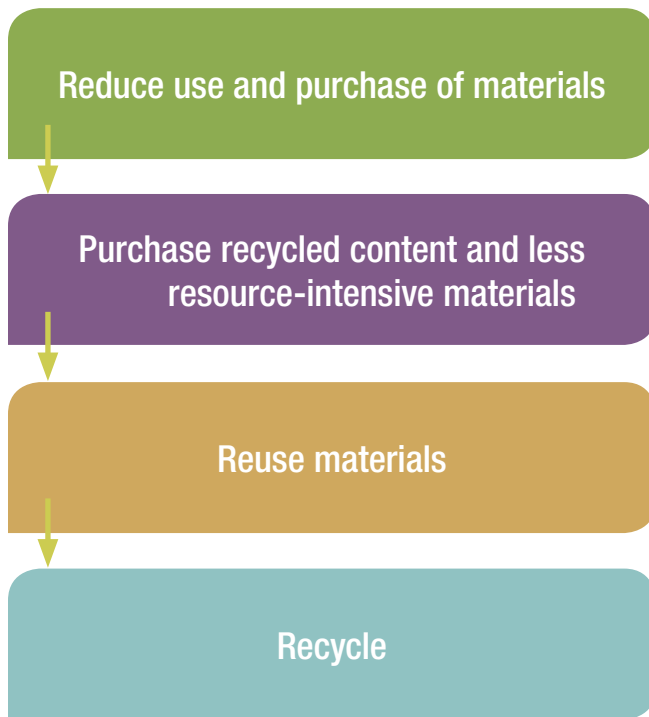 Reduce use and purchase of materials
Purchase recycled content and less
resource-intensive materials
Reuse materials
Recycle